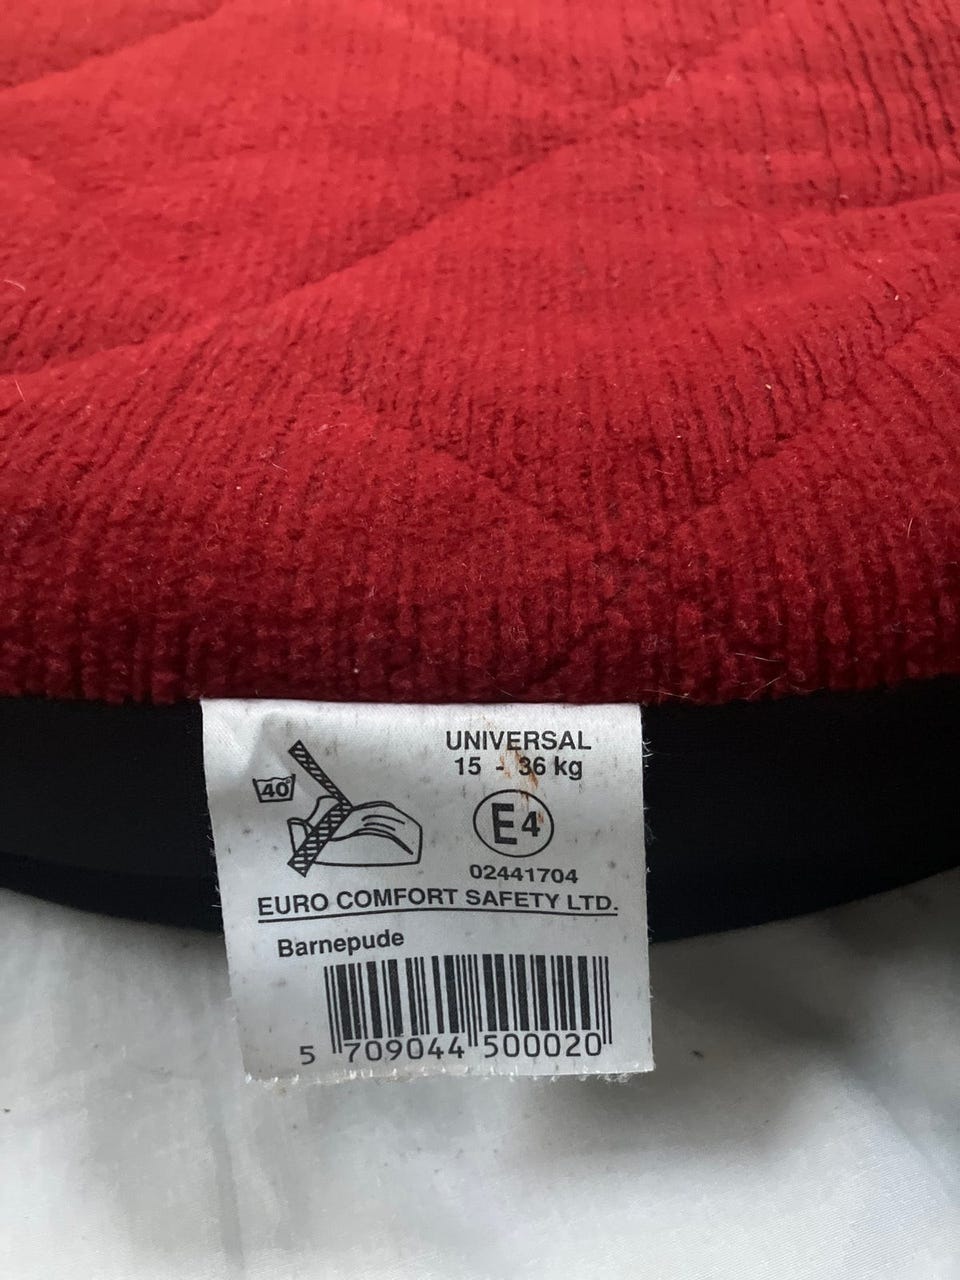 UNIVERSAL
15 - 36 kg
40°
E4
02441704
EURO COMFORT SAFETY LTD.
Barnepude
5 709044 500020